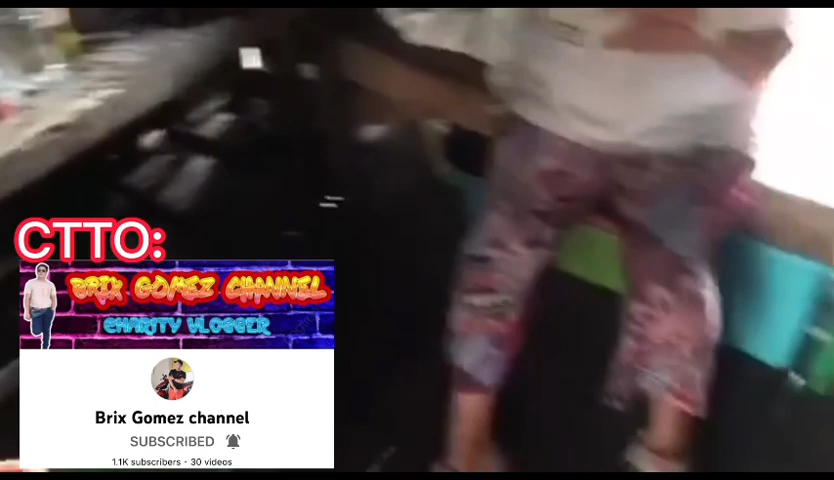 CTTO:
BRIX GOMEZ CHANNEL
CHARITY VLOGGER
Brix Gomez channel
SUBSCRIBED
1.1K subscribers • 30 videos